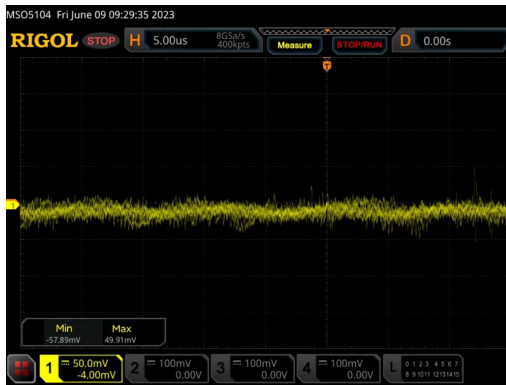 MSO5104 Fri June 09 09:29:35 2023
RIGOL STOP H 5.00us 8GSa/s 400kpts Measure STOP/RUN D 0.00s
T
1
Min Max
-57.89mV 49.91mV
1 50.0mV -4.00mV 2 100mV 0.00V 3 100mV 0.00V 4 100mV 0.00V L 0 1 2 3 4 5 6 7 8 9 10 11 12 13 14 15